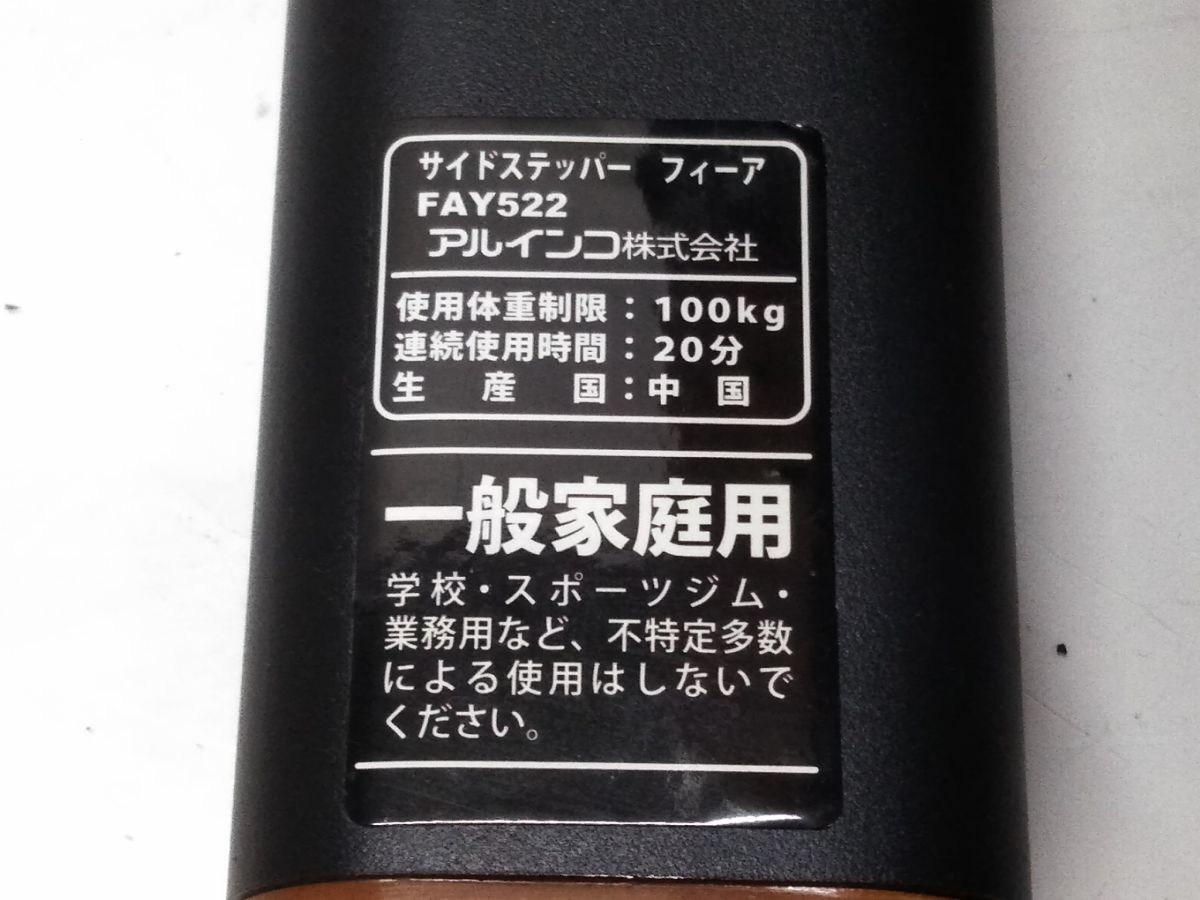 サイドステッパー　フィーア
FAY522
アルインコ株式会社
使用体重制限：100kg
連続使用時間：20分
生　産　国：中　国
一般家庭用
学校・スポーツジム・
業務用など、不特定多数
による使用はしないで
ください。